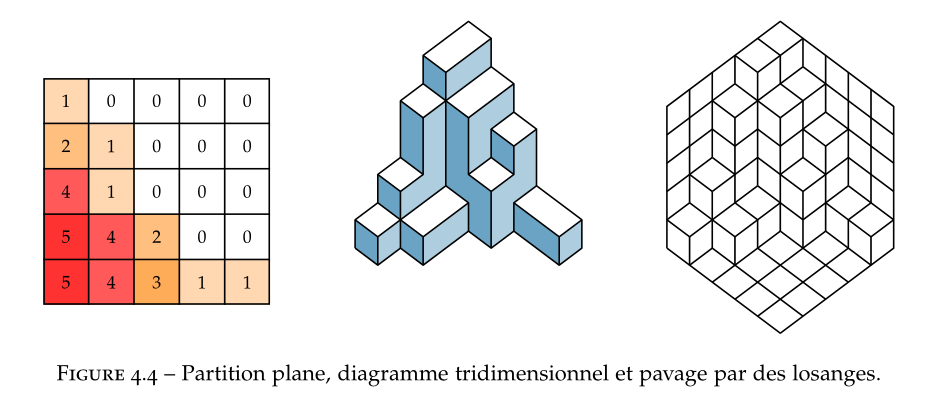 1 0 0 0 0
2 1 0 0 0
4 1 0 0 0
5 4 2 0 0
5 4 3 1 1
Figure 4.4 – Partition plane, diagramme tridimensionnel et pavage par des losanges.